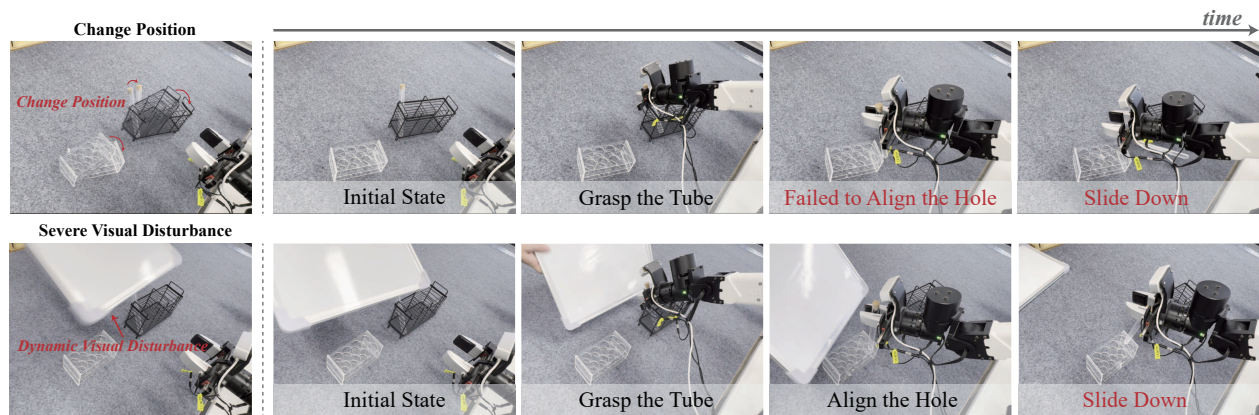 time
Change Position
Change Position
Initial State
Grasp the Tube
Failed to Align the Hole
Slide Down
Severe Visual Disturbance
Dynamic Visual Disturbance
Initial State
Grasp the Tube
Align the Hole
Slide Down